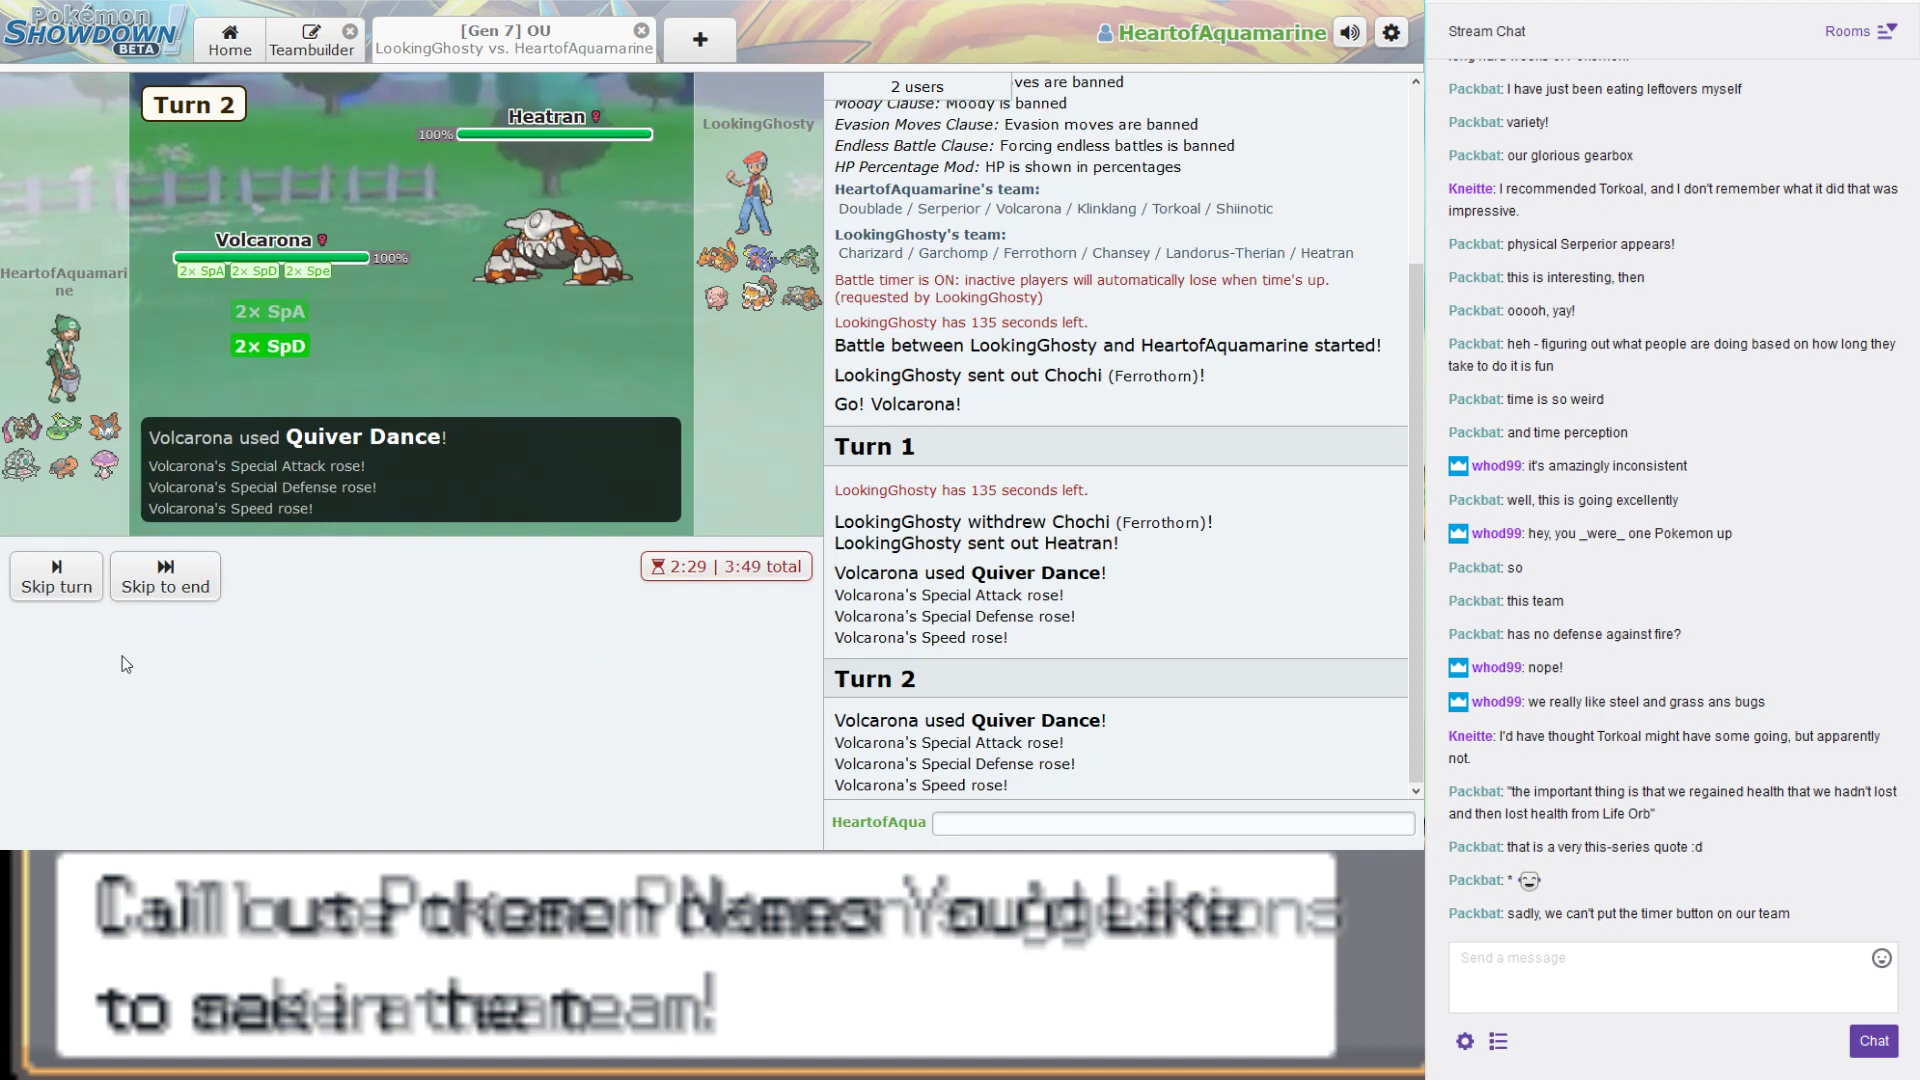 Pokémon
SHOWDOWN!
BETA
Home
Teambuilder
[Gen 7] OU
LookingGhosty vs. HeartofAquamarine
+
HeartofAquamarine
Turn 2
Heatran
100%
Volcarona
100%
2× SpA 2× SpD 2× Spe
2× SpA
2× SpD
HeartofAquamari
ne
LookingGhosty
Volcarona used Quiver Dance!
Volcarona's Special Attack rose!
Volcarona's Special Defense rose!
Volcarona's Speed rose!
Skip turn
Skip to end
2:29 | 3:49 total
2 users
ves are banned
Moody Clause: Moody is banned
Evasion Moves Clause: Evasion moves are banned
Endless Battle Clause: Forcing endless battles is banned
HP Percentage Mod: HP is shown in percentages
HeartofAquamarine's team:
Doublade / Serperior / Volcarona / Klinklang / Torkoal / Shiinotic
LookingGhosty's team:
Charizard / Garchomp / Ferrothorn / Chansey / Landorus-Therian / Heatran
Battle timer is ON: inactive players will automatically lose when time's up.
(requested by LookingGhosty)
LookingGhosty has 135 seconds left.
Battle between LookingGhosty and HeartofAquamarine started!
LookingGhosty sent out Chochi (Ferrothorn)!
Go! Volcarona!
Turn 1
LookingGhosty has 135 seconds left.
LookingGhosty withdrew Chochi (Ferrothorn)!
LookingGhosty sent out Heatran!
Volcarona used Quiver Dance!
Volcarona's Special Attack rose!
Volcarona's Special Defense rose!
Volcarona's Speed rose!
Turn 2
Volcarona used Quiver Dance!
Volcarona's Special Attack rose!
Volcarona's Special Defense rose!
Volcarona's Speed rose!
HeartofAqua
Stream Chat
Rooms
Packbat: I have just been eating leftovers myself
Packbat: variety!
Packbat: our glorious gearbox
Kneitte: I recommended Torkoal, and I don't remember what it did that was
impressive.
Packbat: physical Serperior appears!
Packbat: this is interesting, then
Packbat: ooooh, yay!
Packbat: heh - figuring out what people are doing based on how long they
take to do it is fun
Packbat: time is so weird
Packbat: and time perception
whod99: it's amazingly inconsistent
Packbat: well, this is going excellently
whod99: hey, you _were_ one Pokemon up
Packbat: so
Packbat: this team
Packbat: has no defense against fire?
whod99: nope!
whod99: we really like steel and grass ans bugs
Kneitte: I'd have thought Torkoal might have some going, but apparently
not.
Packbat: "the important thing is that we regained health that we hadn't lost
and then lost health from Life Orb"
Packbat: that is a very this-series quote :d
Packbat: *
Packbat: sadly, we can't put the timer button on our team
Send a message
Chat